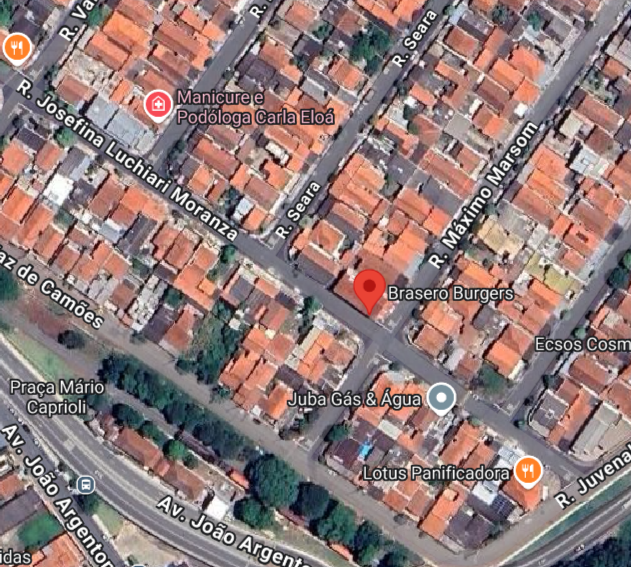 R. Va
R.
R. Seara
R. Josefina Luchiari Moranza
Manicure e
Podóloga Carla Eloá
R. Seara
R. Máximo Marsom
az de Camões
Brasero Burgers
Ecsos Cosm
Praça Mário
Caprioli
Juba Gás & Água
Av. João Argenton
Lotus Panificadora
R. Juvena
Av. João Argento
idas